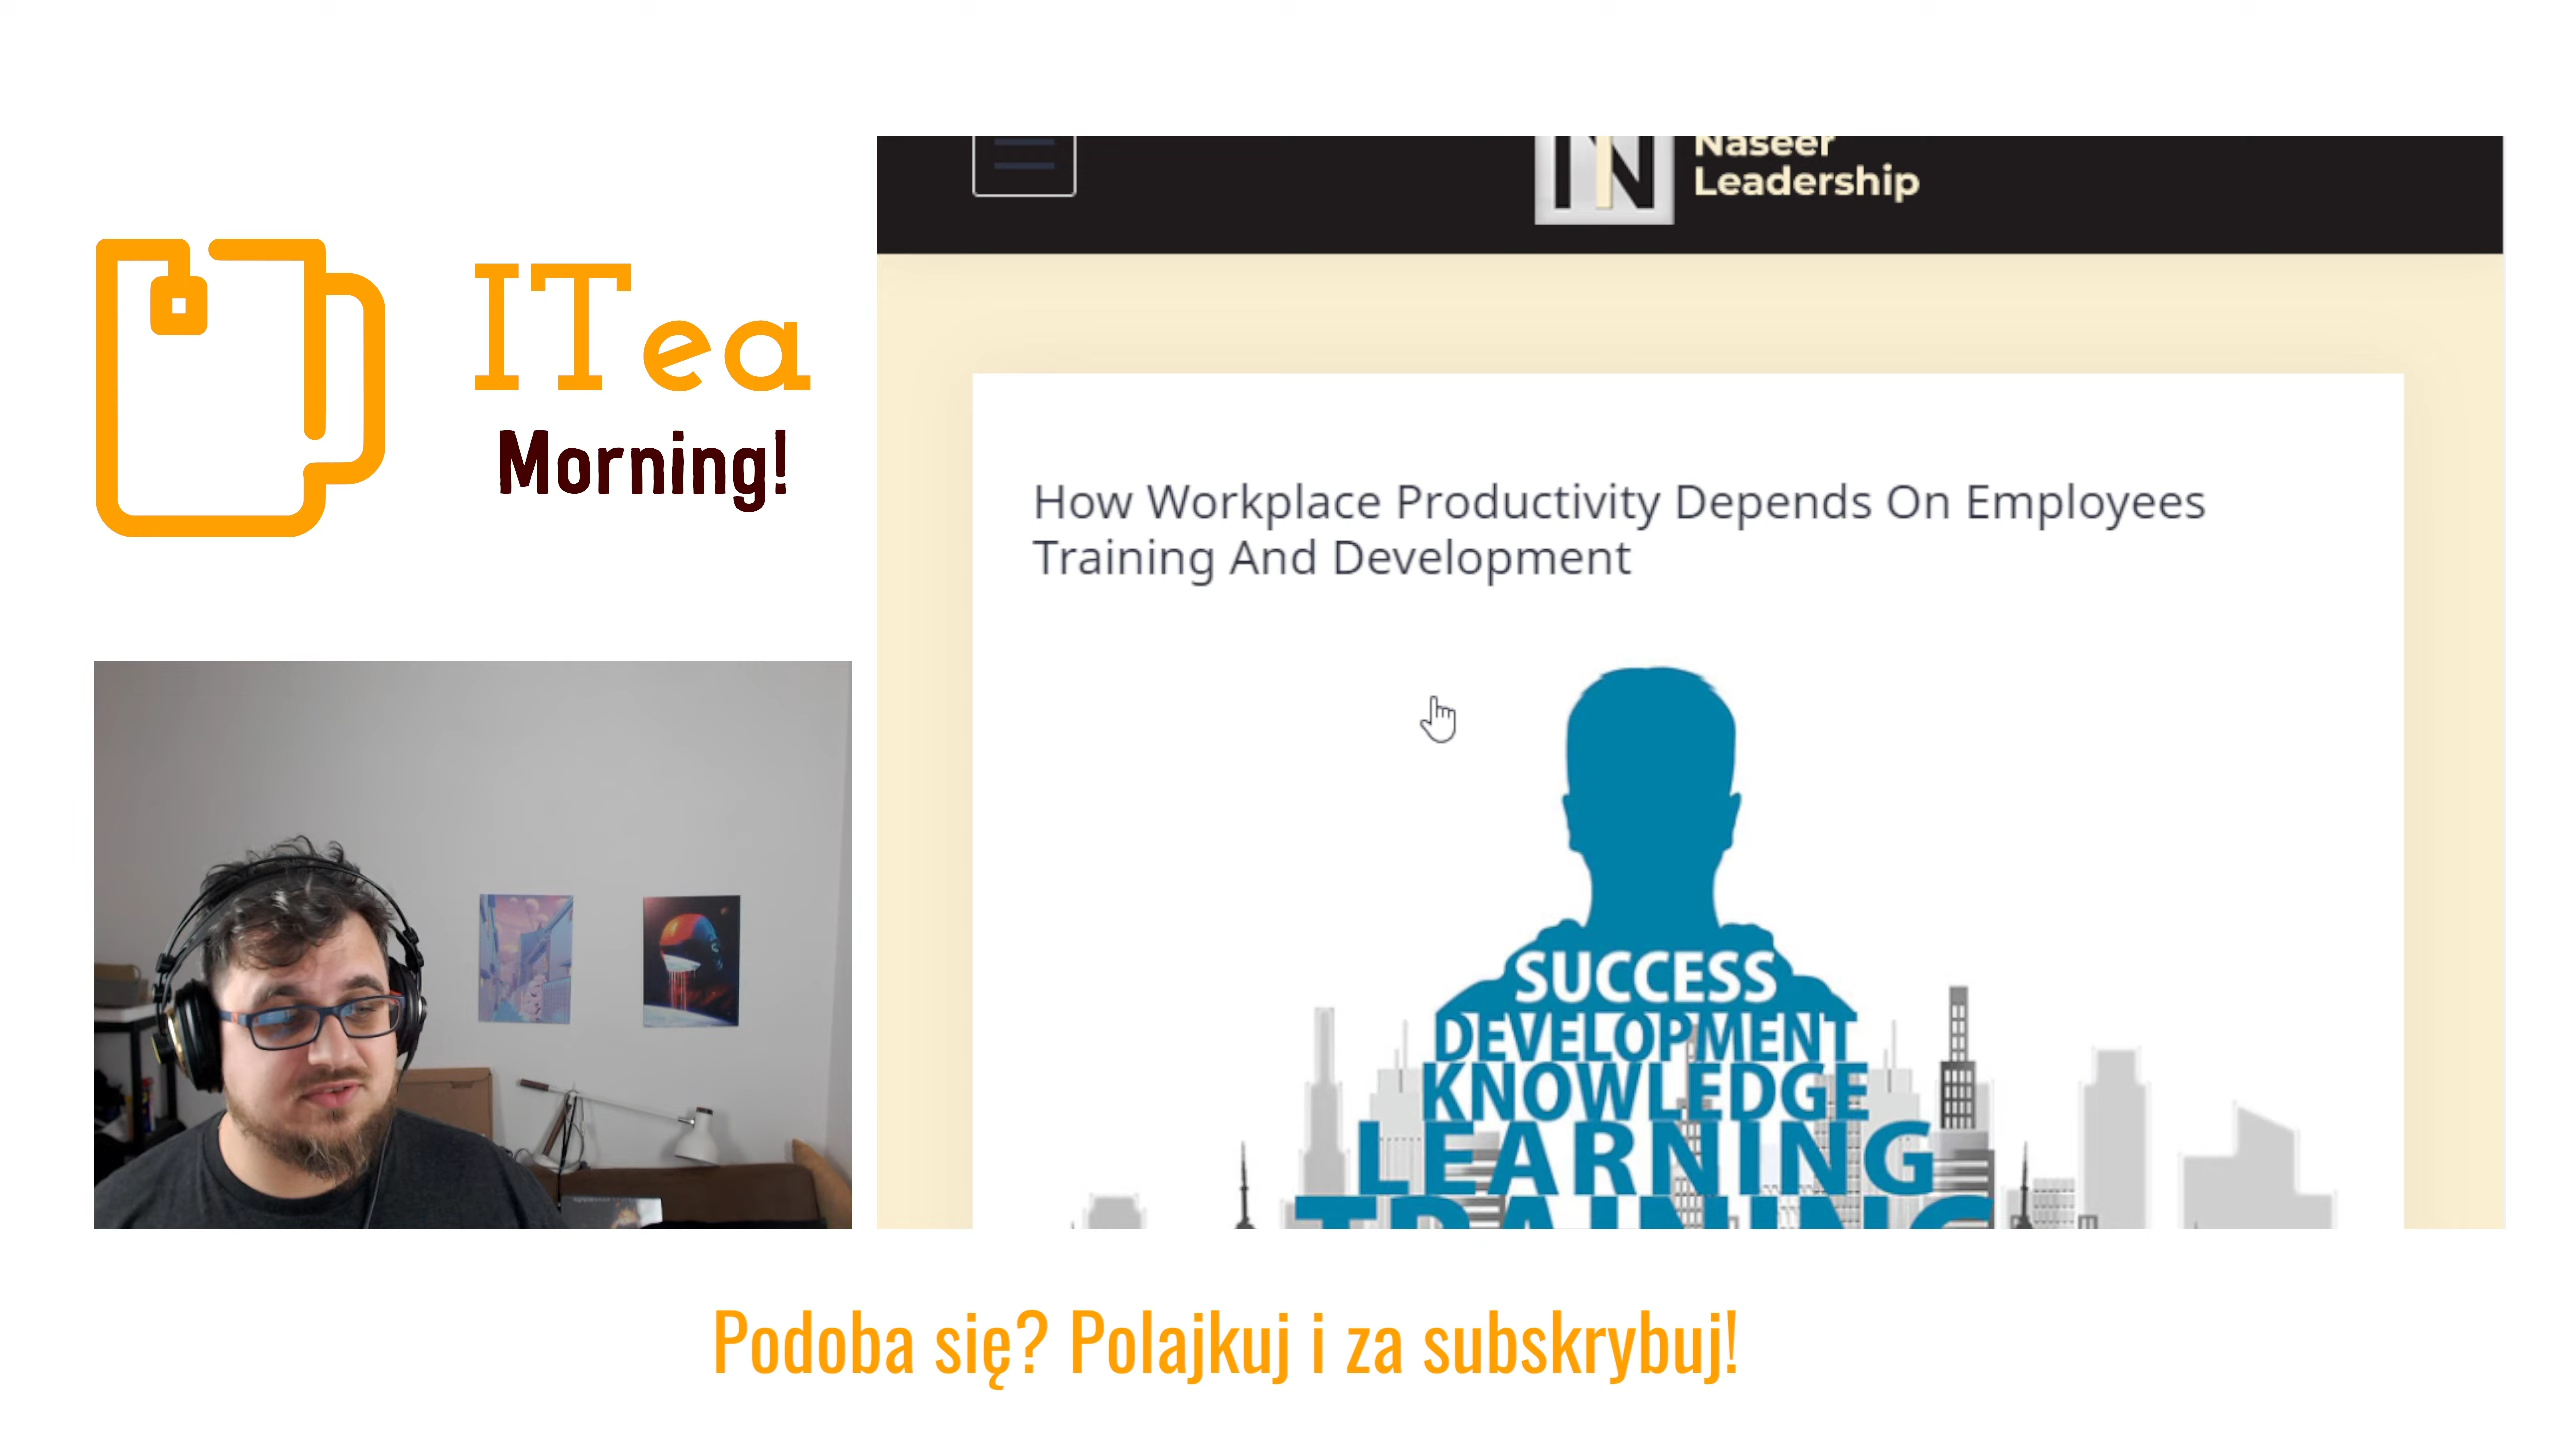 ITea
Morning!
Naseer
Leadership
How Workplace Productivity Depends On Employees
Training And Development
SUCCESS
DEVELOPMENT
KNOWLEDGE
LEARNING
TRAINING
Podoba się? Polajkuj i za subskrybuj!